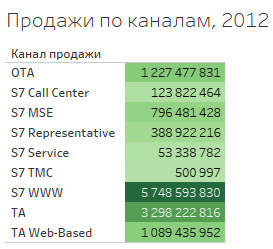 Продажи по каналам, 2012
Канал продажи
OTA 1 227 477 831
S7 Call Center 123 822 464
S7 MSE 796 481 428
S7 Representative 388 922 216
S7 Service 53 338 782
S7 TMC 500 997
S7 WWW 5 748 593 830
TA 3 298 222 816
TA Web-Based 1 089 435 952